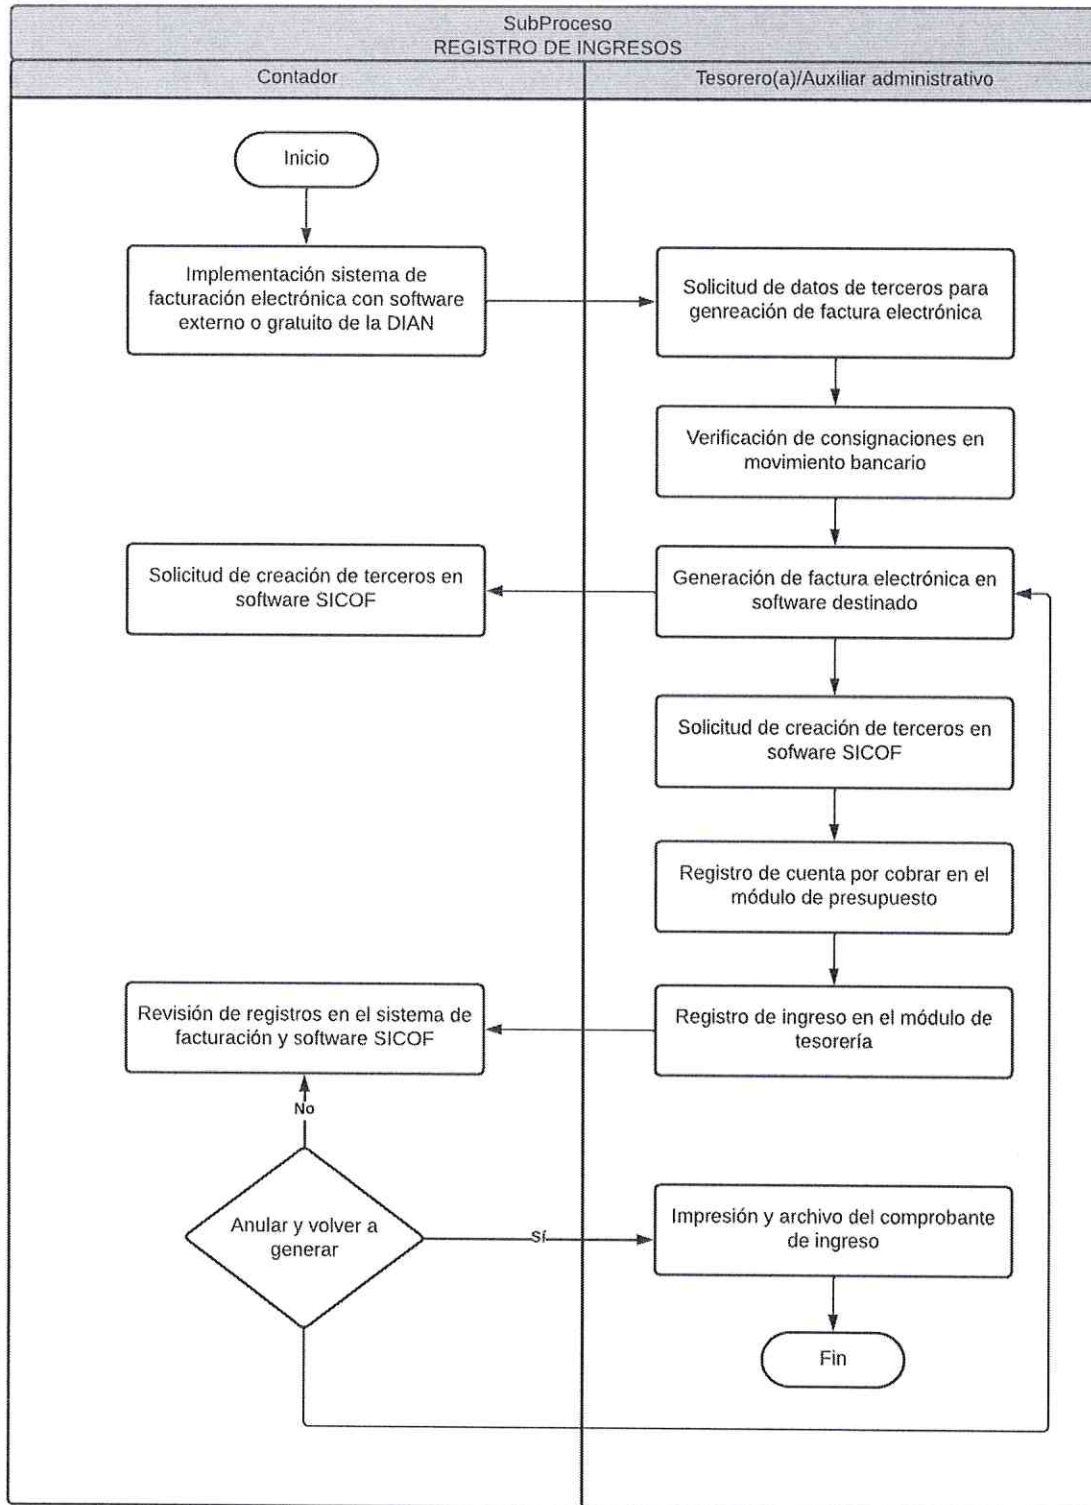 SubProceso
REGISTRO DE INGRESOS
Contador
Tesorero(a)/Auxiliar administrativo
Inicio
Implementación sistema de
facturación electrónica con software
externo o gratuito de la DIAN
Solicitud de datos de terceros para
genreación de factura electrónica
Verificación de consignaciones en
movimiento bancario
Solicitud de creación de terceros en
software SICOF
Generación de factura electrónica en
software destinado
Solicitud de creación de terceros en
sofware SICOF
Registro de cuenta por cobrar en el
módulo de presupuesto
Revisión de registros en el sistema de
facturación y software SICOF
Registro de ingreso en el módulo de
tesorería
No
Anular y volver a
generar
Sí
Impresión y archivo del comprobante
de ingreso
Fin